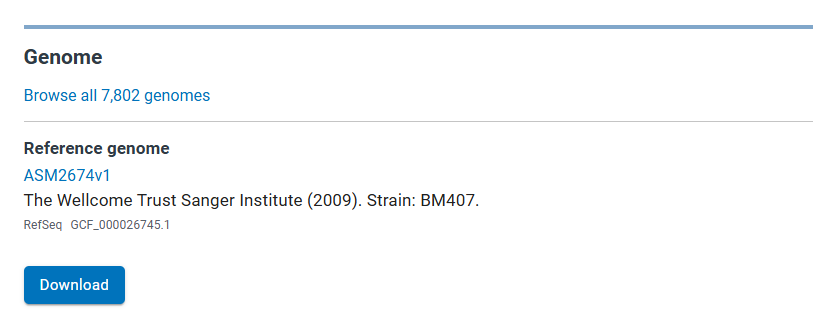 Genome
Browse all 7,802 genomes
Reference genome
ASM2674v1
The Wellcome Trust Sanger Institute (2009). Strain: BM407.
RefSeq GCF_000026745.1
Download